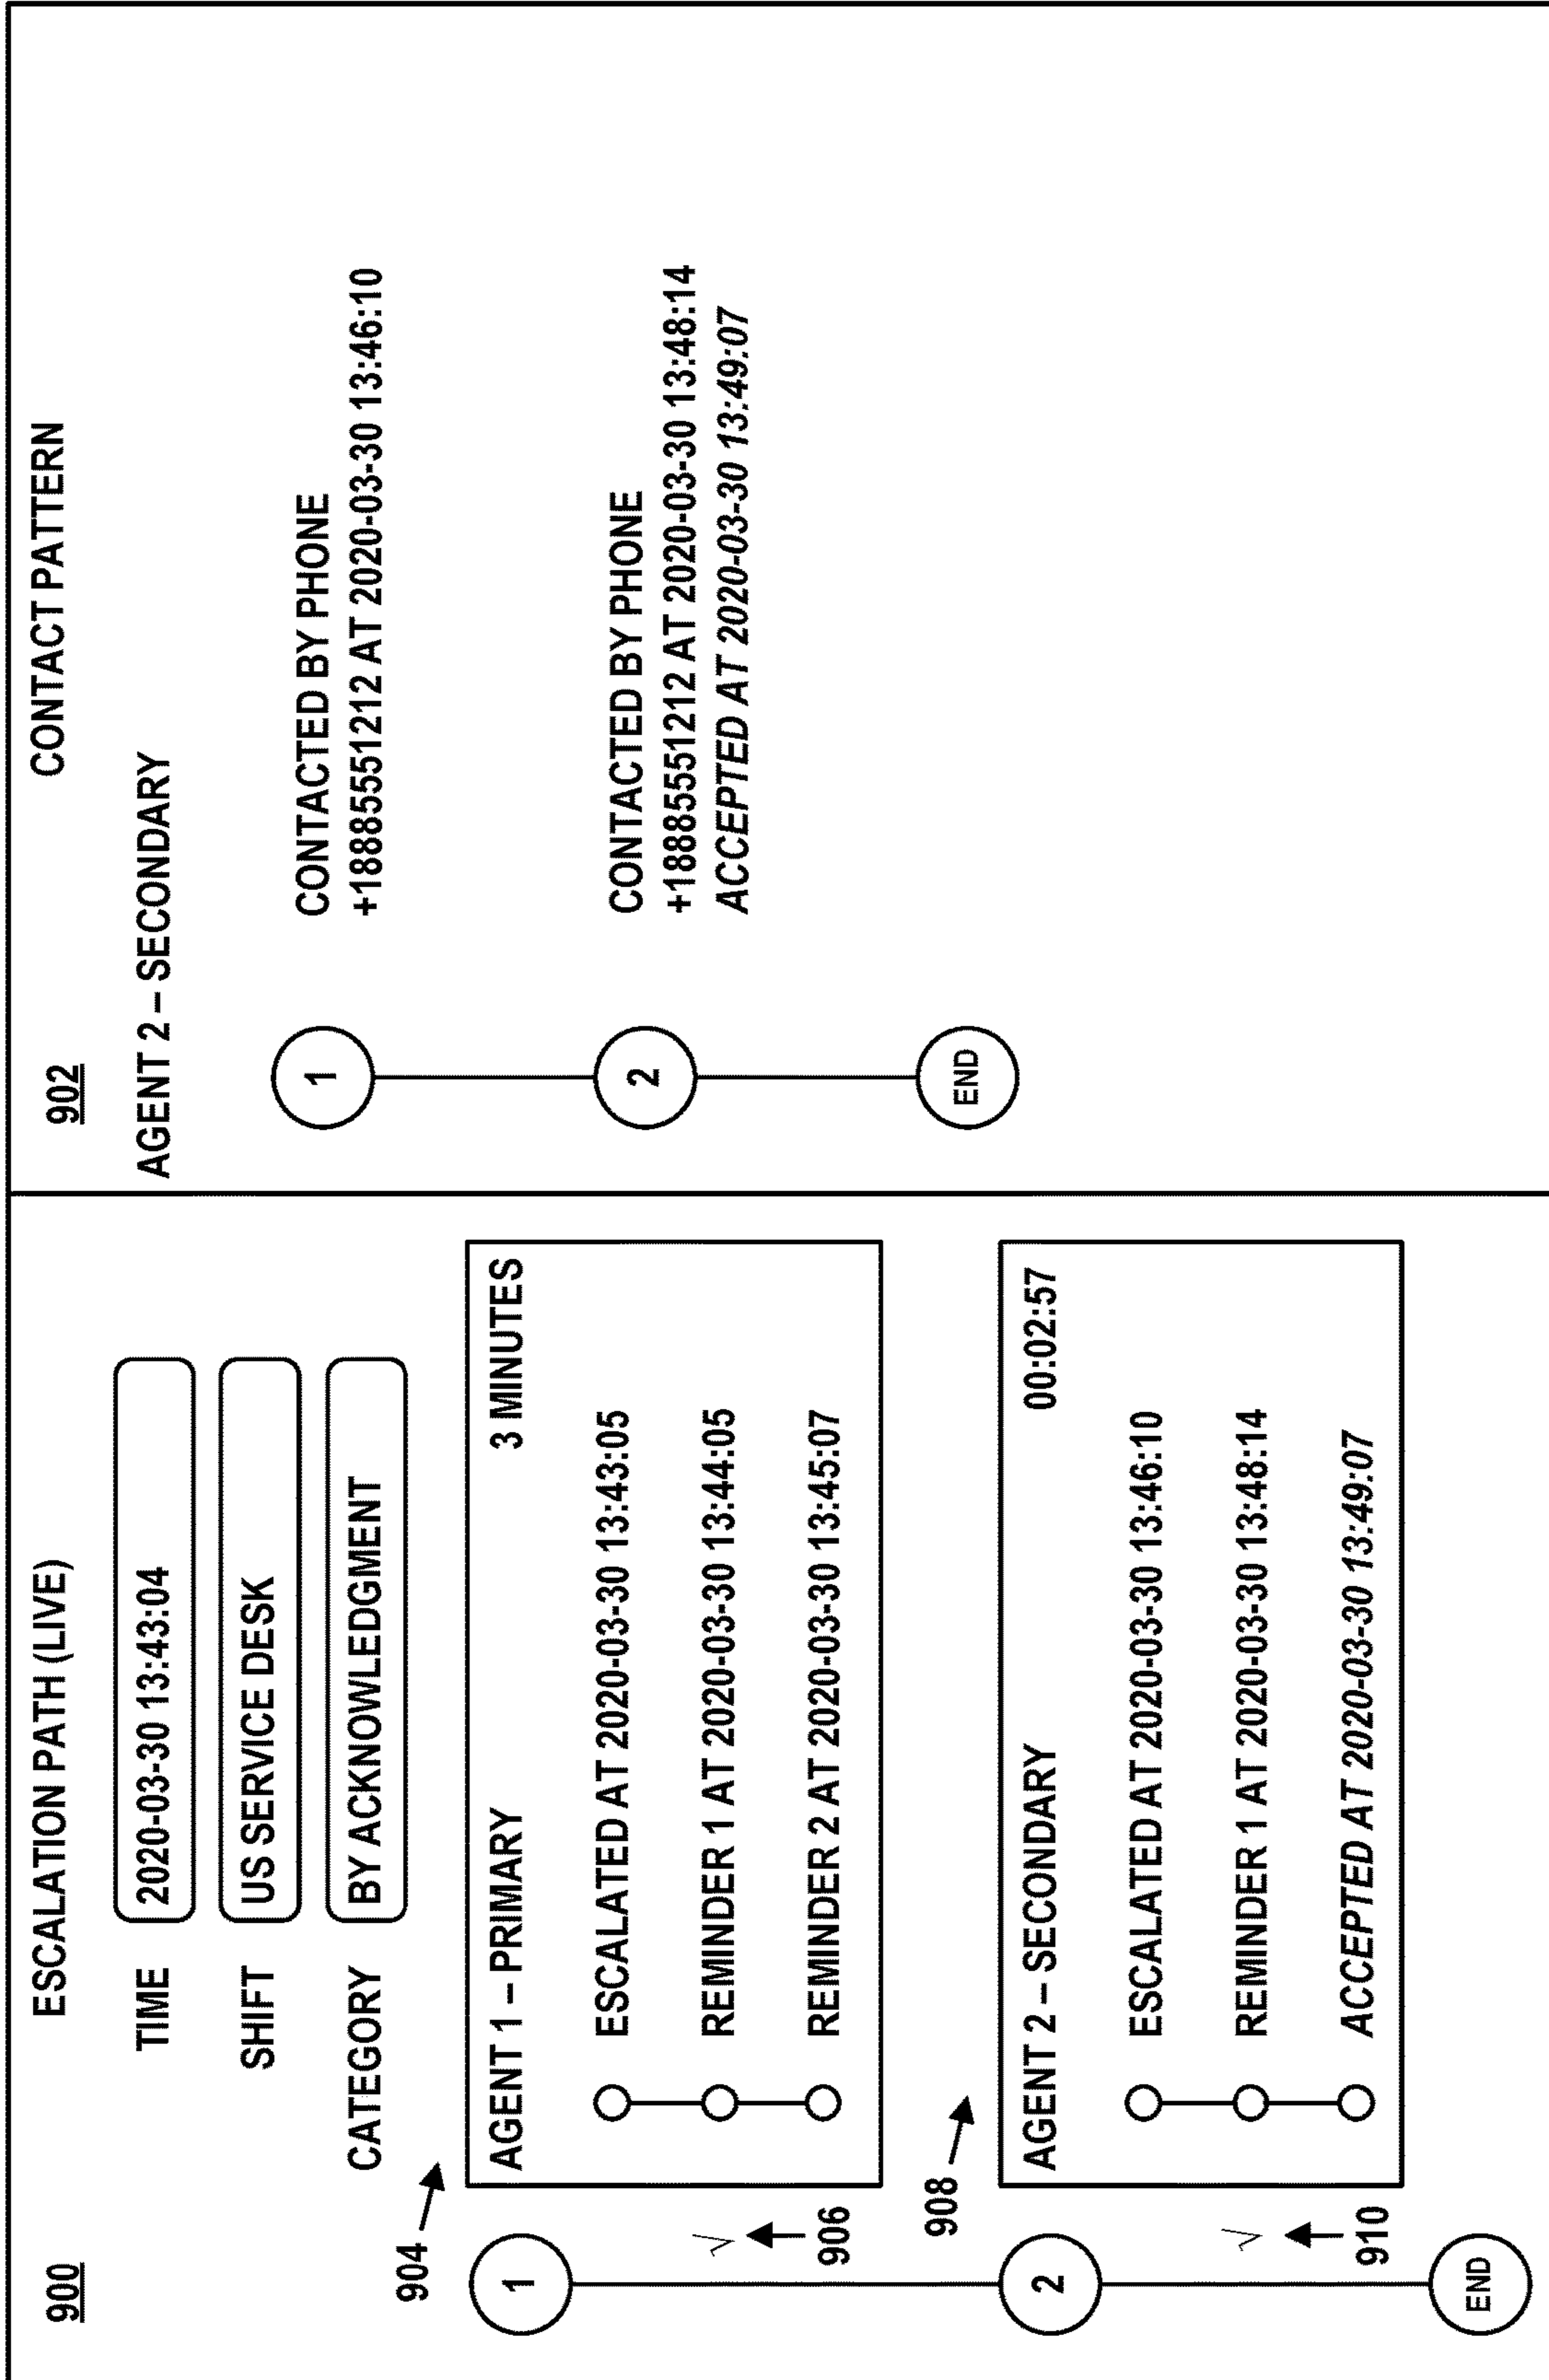 900
ESCALATION PATH (LIVE)
TIME
2020-03-30 13:43:04
SHIFT
US SERVICE DESK
CATEGORY
BY ACKNOWLEDGMENT
904
1
AGENT 1 – PRIMARY
3 MINUTES
ESCALATED AT 2020-03-30 13:43:05
REMINDER 1 AT 2020-03-30 13:44:05
√
906
REMINDER 2 AT 2020-03-30 13:45:07
908
2
AGENT 2 – SECONDARY
00:02:57
ESCALATED AT 2020-03-30 13:46:10
REMINDER 1 AT 2020-03-30 13:48:14
√
910
ACCEPTED AT 2020-03-30 13:49:07
END
902
CONTACT PATTERN
AGENT 2 – SECONDARY
1
CONTACTED BY PHONE
+18885551212 AT 2020-03-30 13:46:10
2
CONTACTED BY PHONE
+18885551212 AT 2020-03-30 13:48:14
ACCEPTED AT 2020-03-30 13:49:07
END